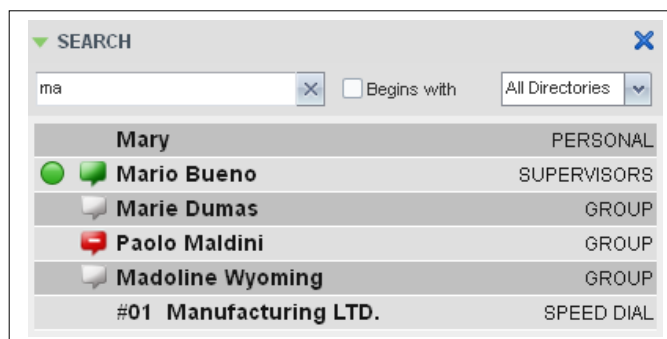 SEARCH
ma Begins with All Directories
Mary PERSONAL
Mario Bueno SUPERVISORS
Marie Dumas GROUP
Paolo Maldini GROUP
Madoline Wyoming GROUP
#01 Manufacturing LTD. SPEED DIAL